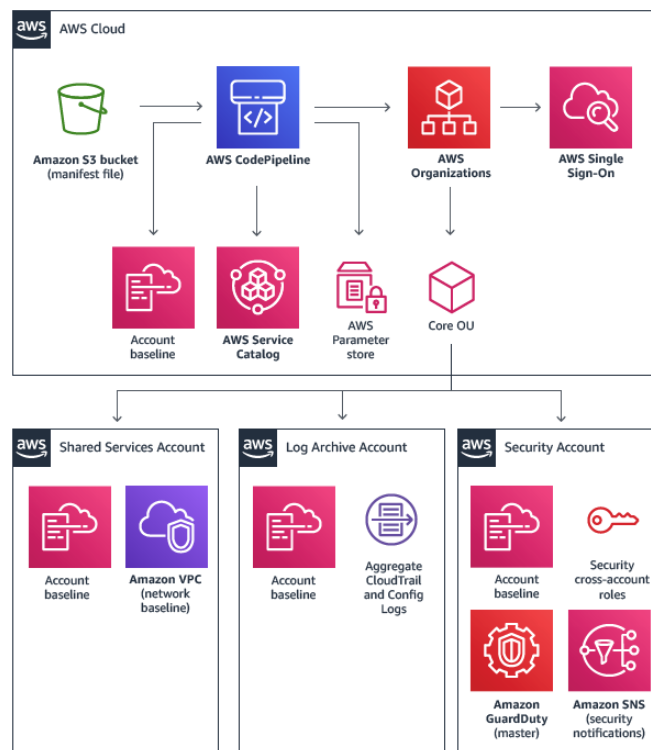 aws
AWS Cloud
Amazon S3 bucket
(manifest file)
</>
AWS CodePipeline
AWS
Organizations
AWS Single
Sign-On
Account
baseline
AWS Service
Catalog
AWS
Parameter
store
Core OU
aws
Shared Services Account
Account
baseline
Amazon VPC
(network
baseline)
aws
Log Archive Account
Account
baseline
Aggregate
CloudTrail
and Config
Logs
aws
Security Account
Account
baseline
Security
cross-account
roles
Amazon
GuardDuty
(master)
Amazon SNS
(security
notifications)